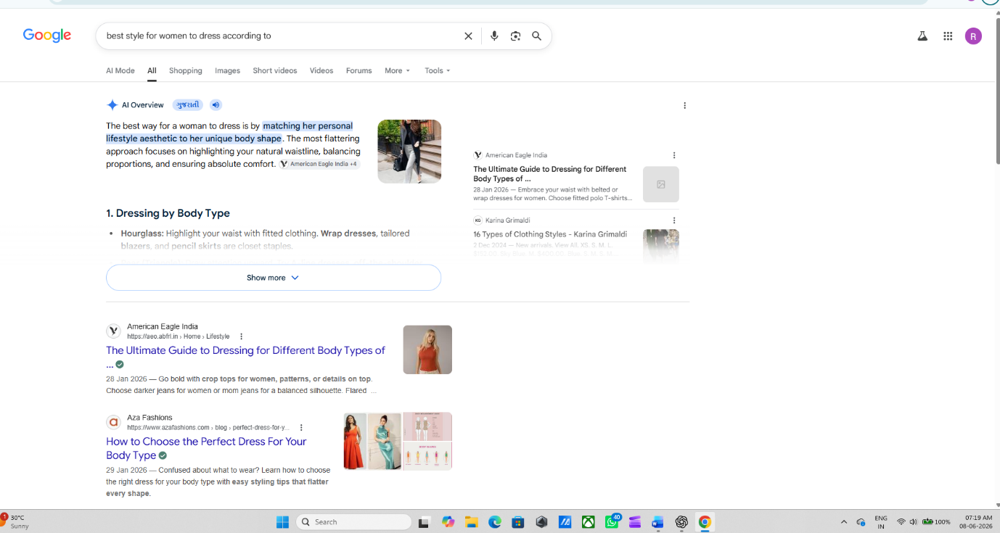 Google
best style for women to dress according to
R
AI Mode
All
Shopping
Images
Short videos
Videos
Forums
More
Tools
AI Overview
ગુજરાતી
The best way for a woman to dress is by matching her personal
lifestyle aesthetic to her unique body shape. The most flattering
approach focuses on highlighting your natural waistline, balancing
proportions, and ensuring absolute comfort.
American Eagle India +4
1. Dressing by Body Type
• Hourglass: Highlight your waist with fitted clothing. Wrap dresses, tailored
blazers, and pencil skirts are closet staples.
Show more
American Eagle India
The Ultimate Guide to Dressing for Different
Body Types of ...
28 Jan 2026 — Embrace your waist with belted or
wrap dresses for women. Choose fitted polo T-shirts...
KG
Karina Grimaldi
16 Types of Clothing Styles - Karina Grimaldi
2 Dec 2024 — New arrivals. View All. XS. S. M. L.
American Eagle India
https://aeo.abfrl.in › Home › Lifestyle
The Ultimate Guide to Dressing for Different Body Types of
...
28 Jan 2026 — Go bold with crop tops for women, patterns, or details on top.
Choose darker jeans for women or mom jeans for a balanced silhouette. Flared ...
a
Aza Fashions
https://www.azafashions.com › blog › perfect-dress-for-y...
How to Choose the Perfect Dress For Your
Body Type
29 Jan 2026 — Confused about what to wear? Learn how to choose
the right dress for your body type with easy styling tips that flatter
every shape.
1
30°C
Sunny
Search
40
ENG
IN
100%
07:19 AM
08-06-2026